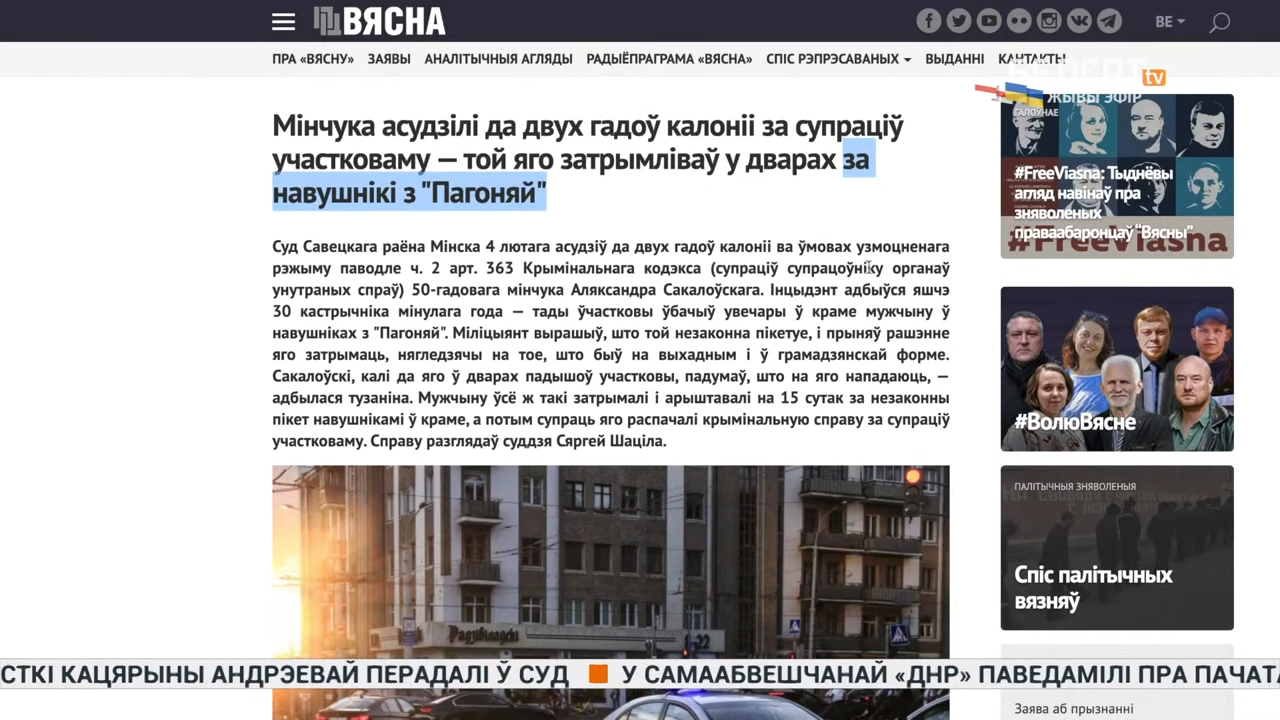 ВЯСНА
BE
ПРА «ВЯСНУ» ЗАЯВЫ АНАЛІТЫЧНЫЯ АГЛЯДЫ РАДЫЁПРАГРАМА «ВЯСНА» СПІС РЭПРЭСАВАНЫХ ВЫДАННІ КАНТАКТЫ
БЕЛСАТ tv
ЖЫВЫ ЭФІР
Мінчука асудзілі да двух гадоў калоніі за супраціў
участковаму — той яго затрымліваў у дварах за
навушнікі з "Пагоняй"
Суд Савецкага раёна Мінска 4 лютага асудзіў да двух гадоў калоніі ва ўмовах узмоцненага
рэжыму паводле ч. 2 арт. 363 Крымінальнага кодэкса (супраціў супрацоўніку органаў
унутраных спраў) 50-гадовага мінчука Аляксандра Сакалоўскага. Інцыдэнт адбыўся яшчэ
30 кастрычніка мінулага года — тады ўчастковы ўбачыў увечары ў краме мужчыну ў
навушніках з "Пагоняй". Міліцыянт вырашыў, што той незаконна пікетуе, і прыняў рашэнне
яго затрымаць, нягледзячы на тое, што быў на выхадным і ў грамадзянскай форме.
Сакалоўскі, калі да яго ў дварах падышоў участковы, падумаў, што на яго нападаюць, —
адбылася тузаніна. Мужчыну ўсё ж такі затрымалі і арыштавалі на 15 сутак за незаконны
пікет навушнікамі ў краме, а потым супраць яго распачалі крымінальную справу за супраціў
участковаму. Справу разглядаў суддзя Сяргей Шаціла.
ГАЛОЎНАЕ
#FreeViasna: Тыднёвы
агляд навінаў пра
зняволеных
праваабаронцаў "Вясны"
#FreeViasna
#ВолюВясне
ПАЛІТЫЧНЫЯ ЗНЯВОЛЕНЫЯ
Спіс палітычных
вязняў
Заява аб прызнанні
СТКІ КАЦЯРЫНЫ АНДРЭЕВАЙ ПЕРАДАЛІ Ў СУД У САМААБВЕШЧАНАЙ «ДНР» ПАВЕДАМІЛІ ПРА ПАЧАТ